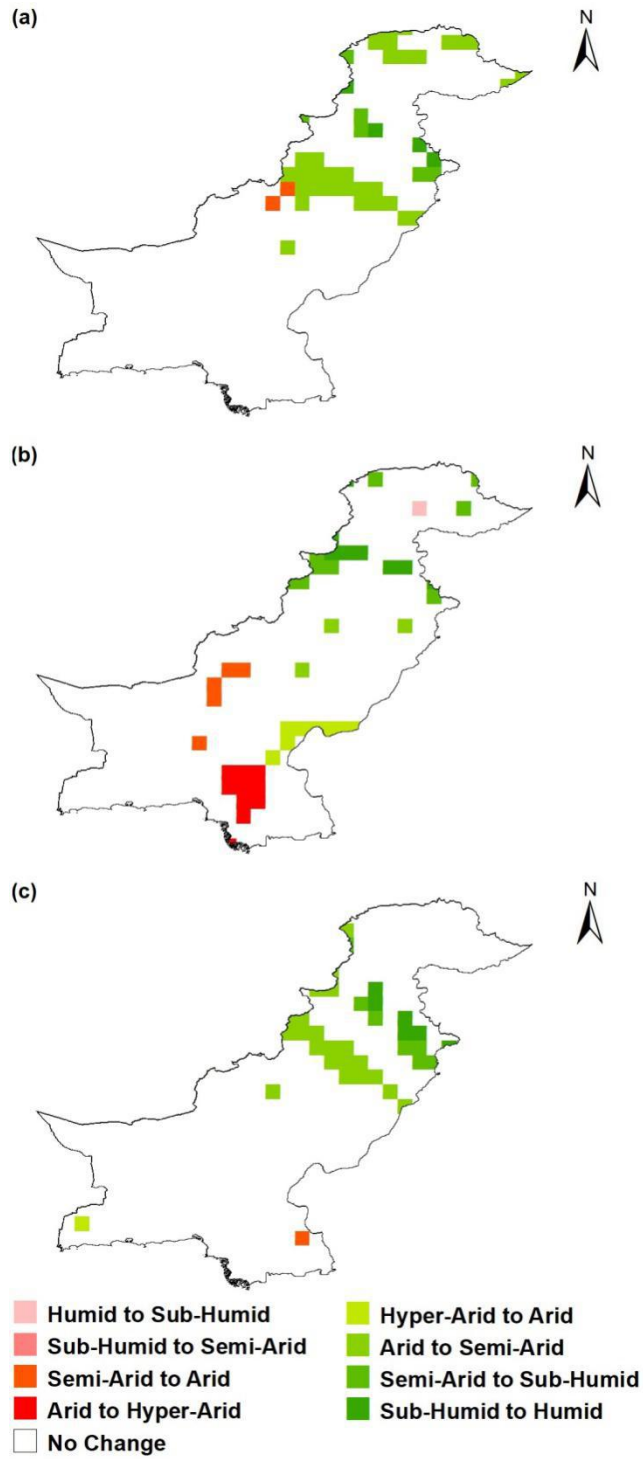 (a)
N
(b)
N
(c)
N
Humid to Sub-Humid
Sub-Humid to Semi-Arid
Semi-Arid to Arid
Arid to Hyper-Arid
No Change
Hyper-Arid to Arid
Arid to Semi-Arid
Semi-Arid to Sub-Humid
Sub-Humid to Humid